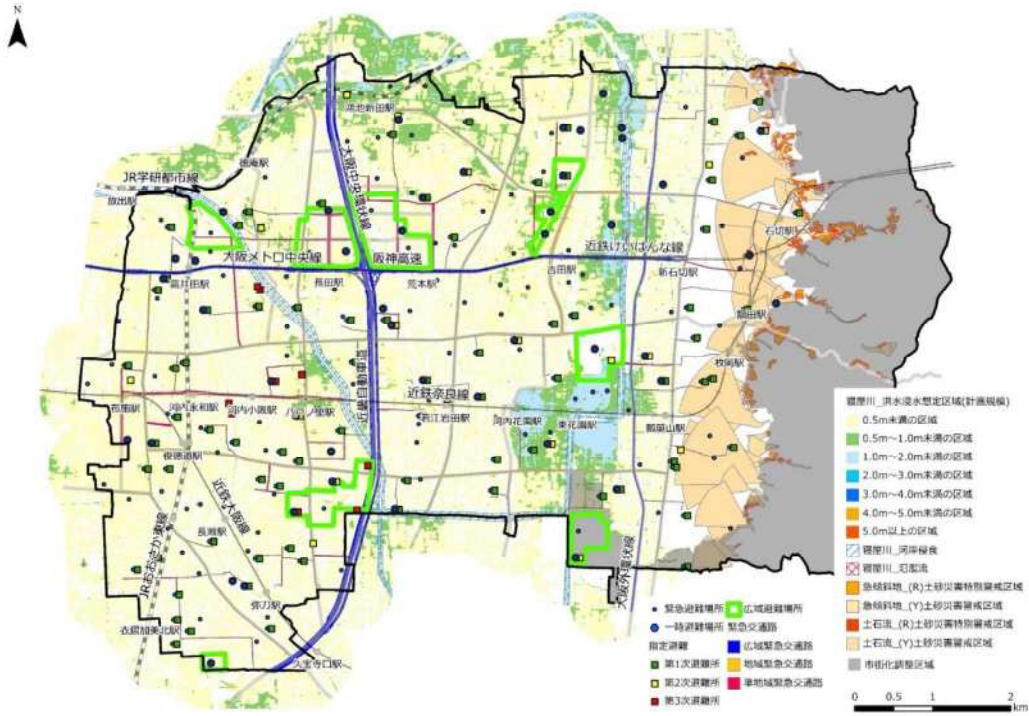 N
鴻池新田駅
徳庵駅
大阪中央環状線
JR学研都市線
放出駅
石切駅
近鉄けいはんな線
大阪メトロ中央線
阪神高速
高井田駅
長田駅
荒本駅
吉田駅
新石切駅
額田駅
枚岡駅
近畿自動車道
近鉄奈良線
布施駅
河内永和駅
河内小阪駅
八戸ノ里駅
若江岩田駅
河内花園駅
東花園駅
瓢箪山駅
俊徳道駅
近鉄大阪線
長瀬駅
JRおおさか東線
大阪外環状線
弥刀駅
衣摺加美北駅
久宝寺口駅
寝屋川_洪水浸水想定区域(計画規模)
0.5m未満の区域
0.5m～1.0m未満の区域
1.0m～2.0m未満の区域
2.0m～3.0m未満の区域
3.0m～4.0m未満の区域
4.0m～5.0m未満の区域
5.0m以上の区域
寝屋川_河岸侵食
寝屋川_氾濫流
急傾斜地_(R)土砂災害特別警戒区域
急傾斜地_(Y)土砂災害警戒区域
土石流_(R)土砂災害特別警戒区域
土石流_(Y)土砂災害警戒区域
市街化調整区域
緊急避難場所
一時避難場所
指定避難
第1次避難所
第2次避難所
第3次避難所
広域避難場所
緊急交通路
広域緊急交通路
地域緊急交通路
準地域緊急交通路
0 0.5 1 2
km